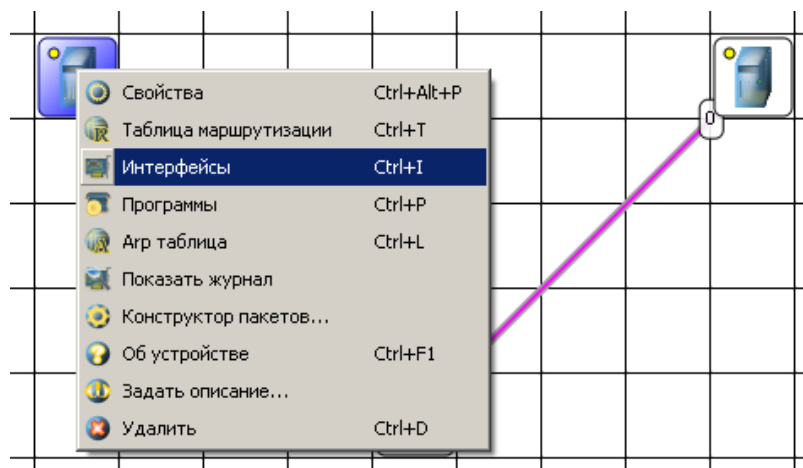 0
Свойства Ctrl+Alt+P
Таблица маршрутизации Ctrl+T
Интерфейсы Ctrl+I
Программы Ctrl+P
Arp таблица Ctrl+L
Показать журнал
Конструктор пакетов...
Об устройстве Ctrl+F1
Задать описание...
Удалить Ctrl+D